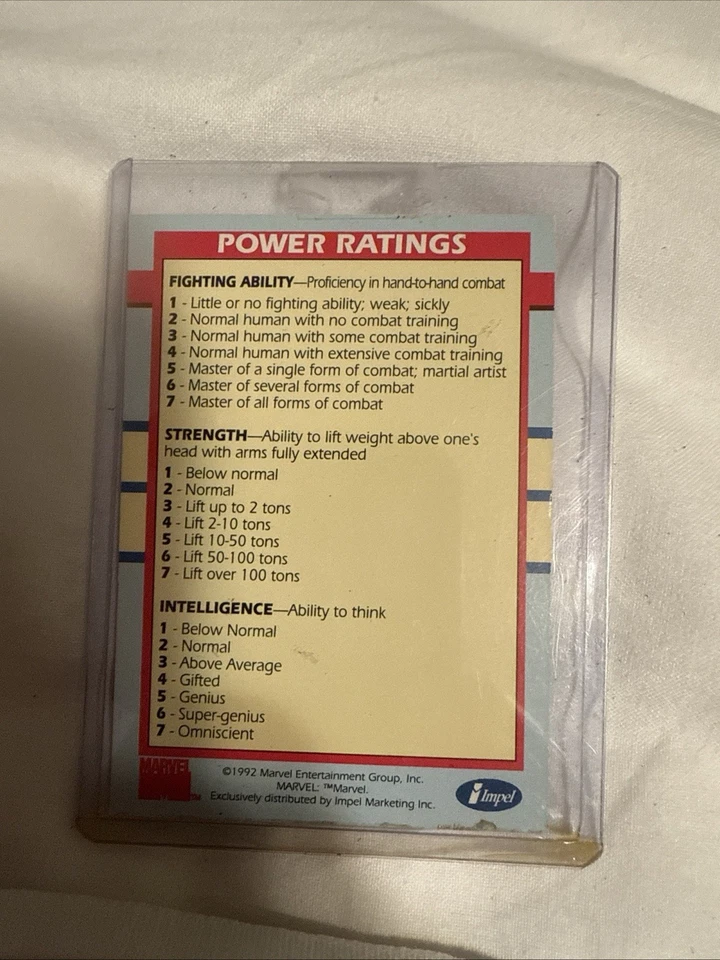 POWER RATINGS
FIGHTING ABILITY—Proficiency in hand-to-hand combat
1 - Little or no fighting ability; weak; sickly
2 - Normal human with no combat training
3 - Normal human with some combat training
4 - Normal human with extensive combat training
5 - Master of a single form of combat; martial artist
6 - Master of several forms of combat
7 - Master of all forms of combat
STRENGTH—Ability to lift weight above one's
head with arms fully extended
1 - Below normal
2 - Normal
3 - Lift up to 2 tons
4 - Lift 2-10 tons
5 - Lift 10-50 tons
6 - Lift 50-100 tons
7 - Lift over 100 tons
INTELLIGENCE—Ability to think
1 - Below Normal
2 - Normal
3 - Above Average
4 - Gifted
5 - Genius
6 - Super-genius
7 - Omniscient
MARVEL
TM
©1992 Marvel Entertainment Group, Inc.
MARVEL: ™Marvel.
Exclusively distributed by Impel Marketing Inc.
Impel